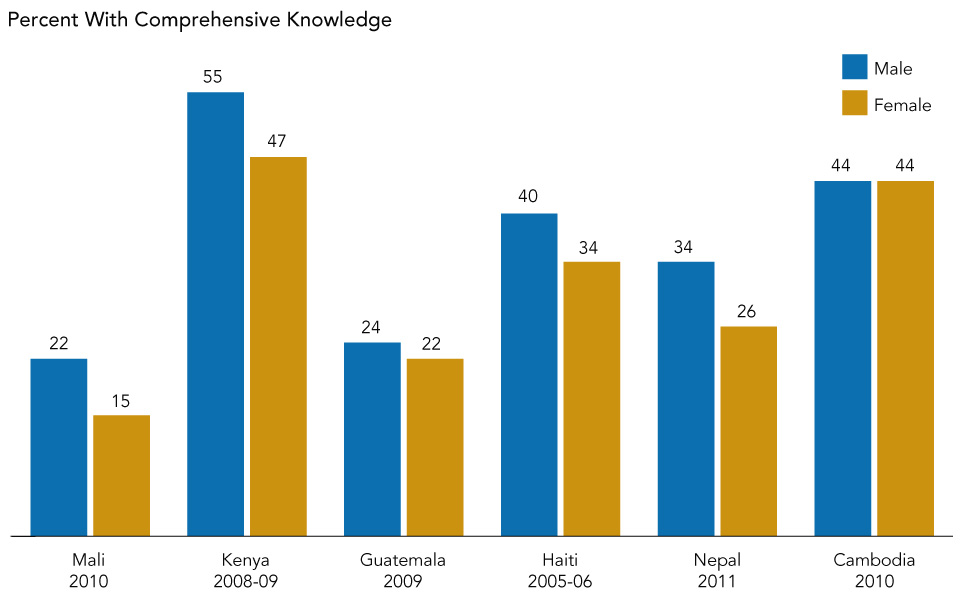 Percent With Comprehensive Knowledge
Male
Female
55
47
44 44
40
34
34
26
24
22
22
15
Mali
2010
Kenya
2008-09
Guatemala
2009
Haiti
2005-06
Nepal
2011
Cambodia
2010